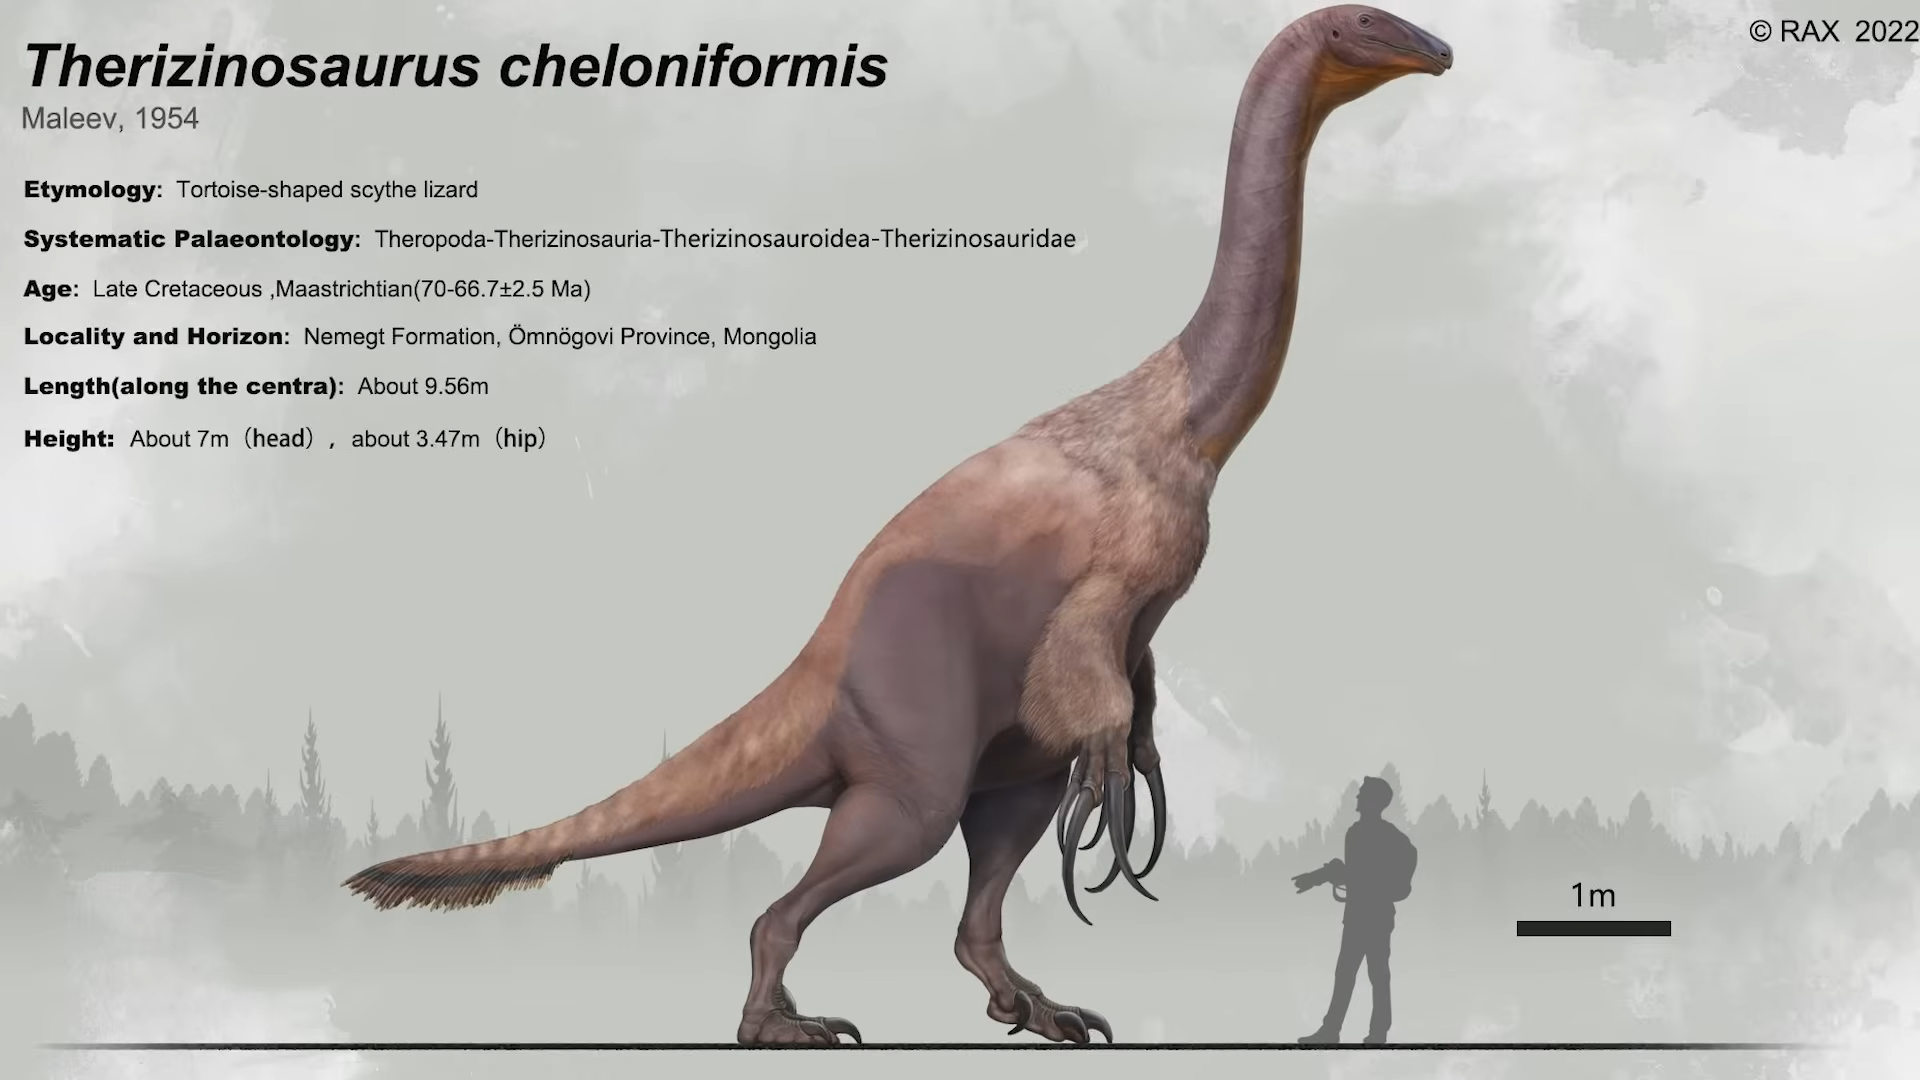 © RAX 2022
Therizinosaurus cheloniformis
Maleev, 1954
Etymology: Tortoise-shaped scythe lizard
Systematic Palaeontology: Theropoda-Therizinosauria-Therizinosauroidea-Therizinosauridae
Age: Late Cretaceous ,Maastrichtian(70-66.7±2.5 Ma)
Locality and Horizon: Nemegt Formation, Ömnögovi Province, Mongolia
Length(along the centra): About 9.56m
Height: About 7m（head）, about 3.47m（hip）
1m